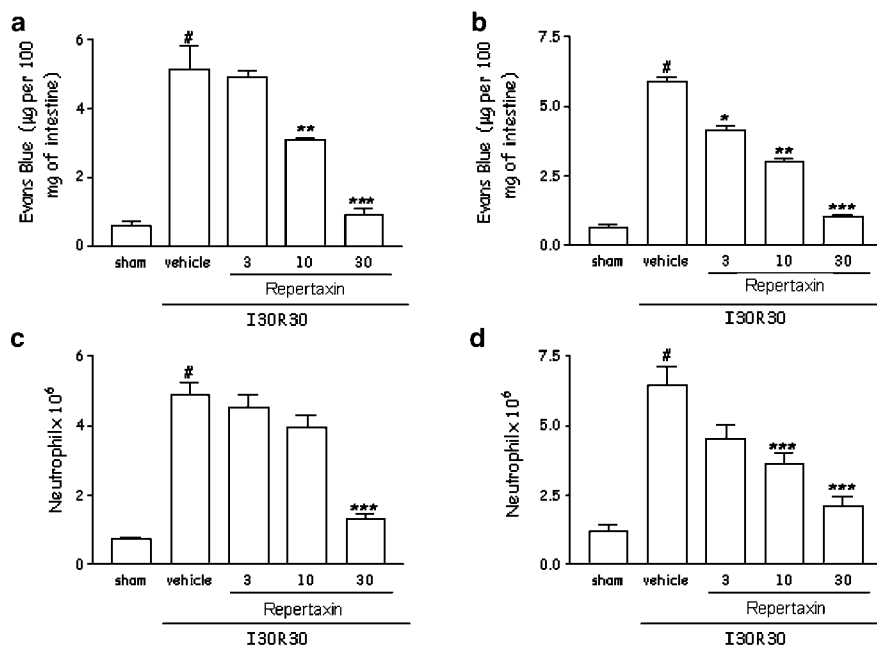 a
Evans Blue (µg per 100
mg of intestine)
6
4
2
0
#
**
***
sham vehicle 3 10 30
Repertaxin
I30R30
b
Evans Blue (µg per 100
mg of intestine)
7.5
5.0
2.5
0.0
#
*
**
***
sham vehicle 3 10 30
Repertaxin
I30R30
c
Neutrophil x 10⁶
6
4
2
0
#
***
sham vehicle 3 10 30
Repertaxin
I30R30
d
Neutrophil x 10⁶
7.5
5.0
2.5
0.0
#
***
***
sham vehicle 3 10 30
Repertaxin
I30R30